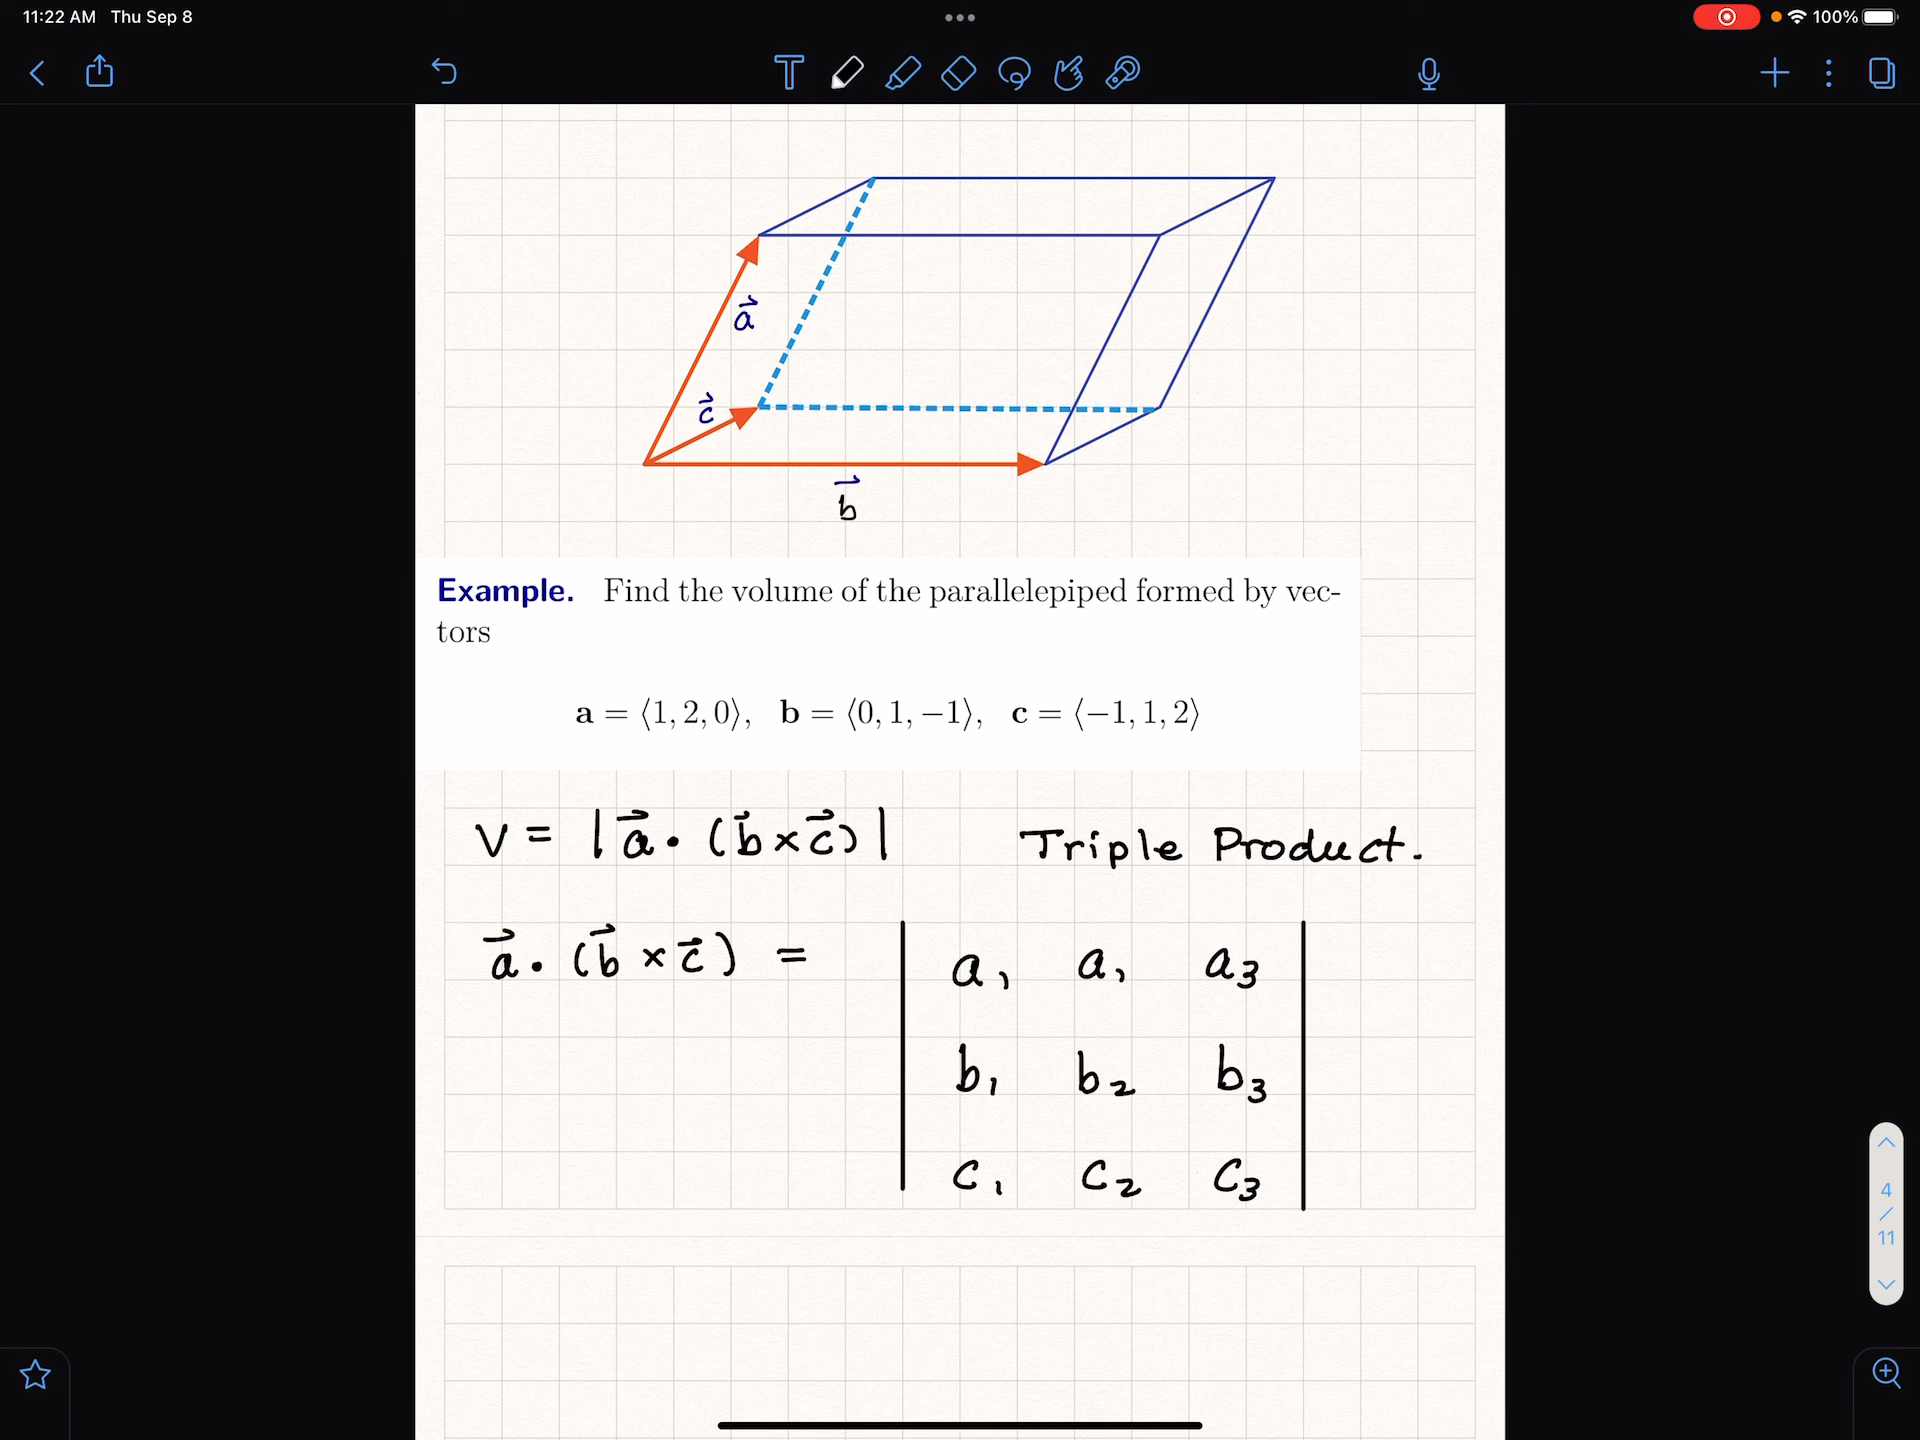 11:22 AM Thu Sep 8
100%
a⃗
c⃗
b⃗
Example. Find the volume of the parallelepiped formed by vec-
tors
a = ⟨1, 2, 0⟩, b = ⟨0, 1, −1⟩, c = ⟨−1, 1, 2⟩
V = |a⃗ • (b⃗ × c⃗)| Triple Product.
a⃗ • (b⃗ × c⃗) =
a₁ a₁ a₃
b₁ b₂ b₃
c₁ c₂ c₃
4
/
11